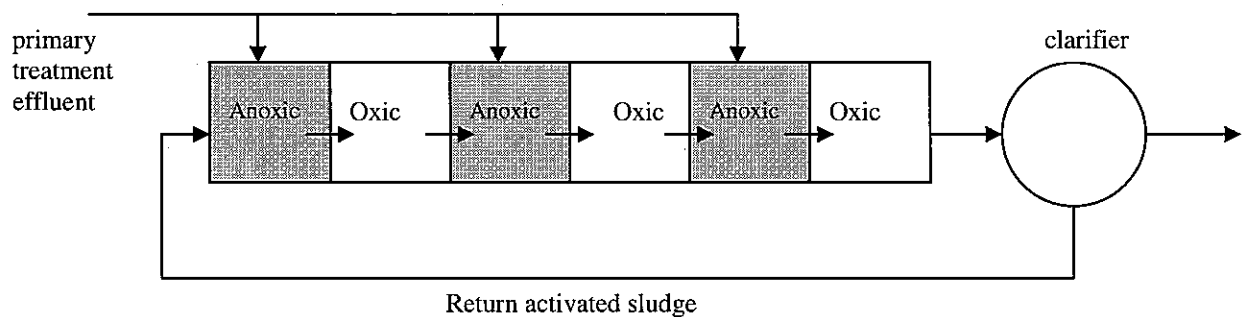 primary
treatment
effluent
clarifier
Anoxic
Oxic
Anoxic
Oxic
Anoxic
Oxic
Return activated sludge